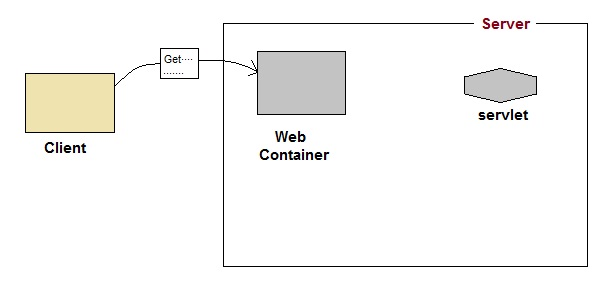 Server
Get····
·······
Client
Web
Container
servlet